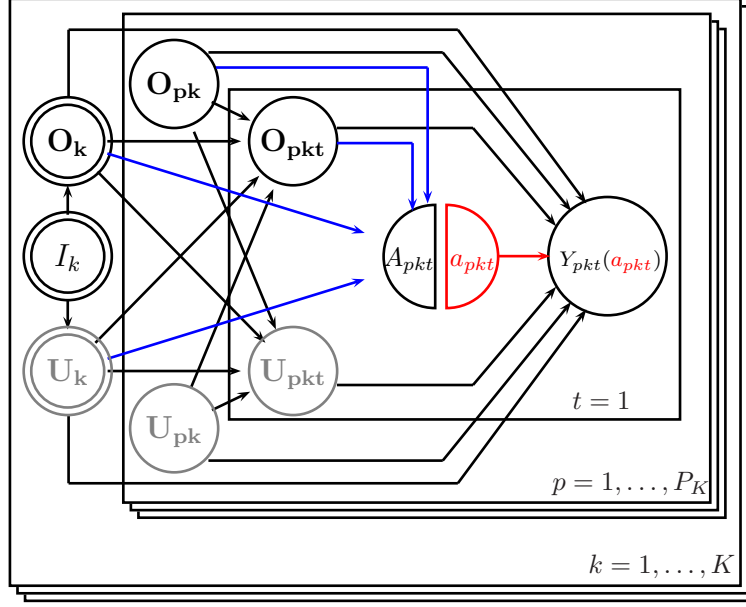 O_pk
O_k
O_pkt
I_k
A_pkt
a_pkt
Y_pkt(a_pkt)
U_k
U_pkt
U_pk
t = 1
p = 1, . . . , P_K
k = 1, . . . , K